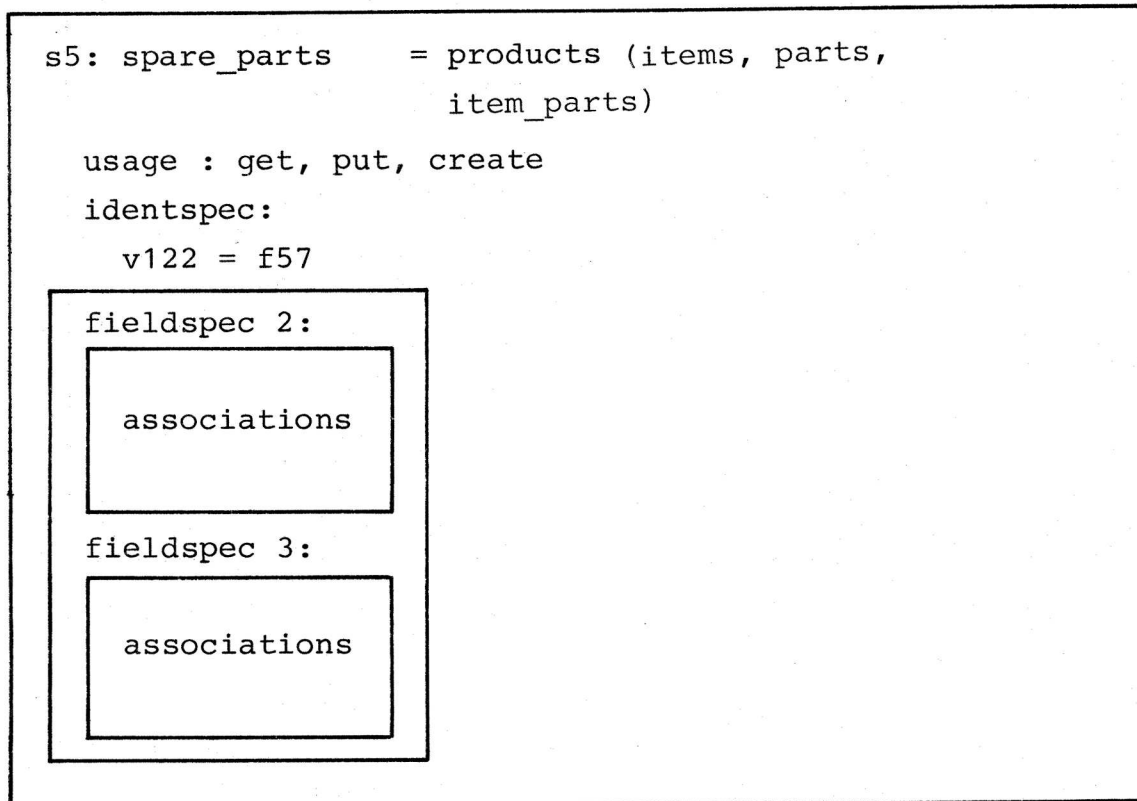 s5: spare_parts = products (items, parts,
item_parts)
usage : get, put, create
identspec:
v122 = f57
fieldspec 2:
associations
fieldspec 3:
associations